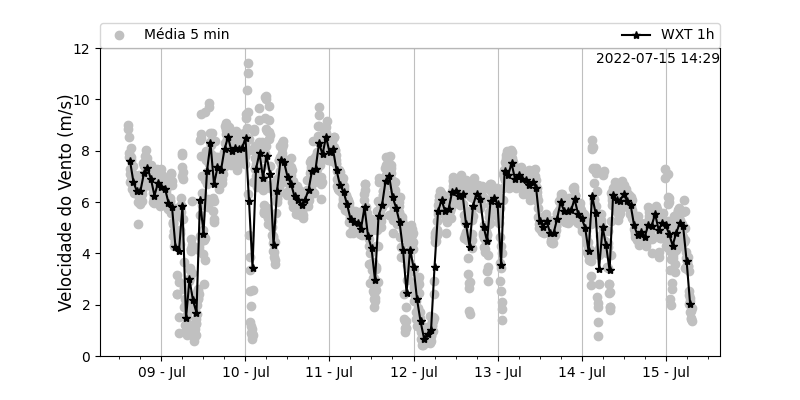 Média 5 min
WXT 1h
2022-07-15 14:29
Velocidade do Vento (m/s)
12
10
8
6
4
2
0
09 - Jul
10 - Jul
11 - Jul
12 - Jul
13 - Jul
14 - Jul
15 - Jul